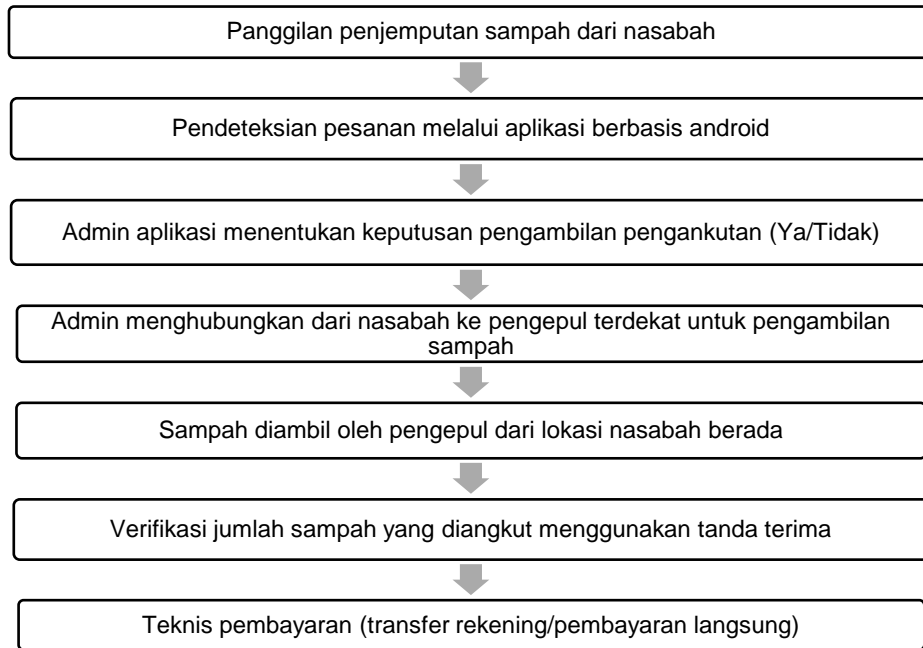 Panggilan penjemputan sampah dari nasabah
Pendeteksian pesanan melalui aplikasi berbasis android
Admin aplikasi menentukan keputusan pengambilan pengankutan (Ya/Tidak)
Admin menghubungkan dari nasabah ke pengepul terdekat untuk pengambilan
sampah
Sampah diambil oleh pengepul dari lokasi nasabah berada
Verifikasi jumlah sampah yang diangkut menggunakan tanda terima
Teknis pembayaran (transfer rekening/pembayaran langsung)